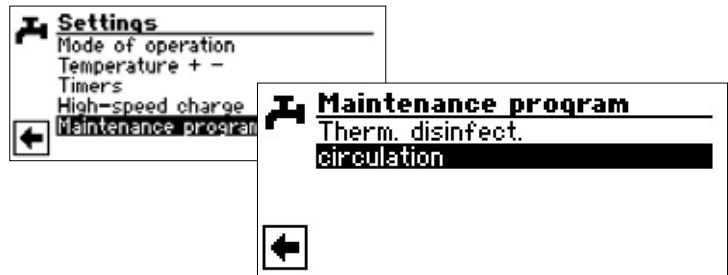 Settings
Mode of operation
Temperature + -
Timers
High-speed charge
Maintenance program
Maintenance program
Therm. disinfect.
circulation